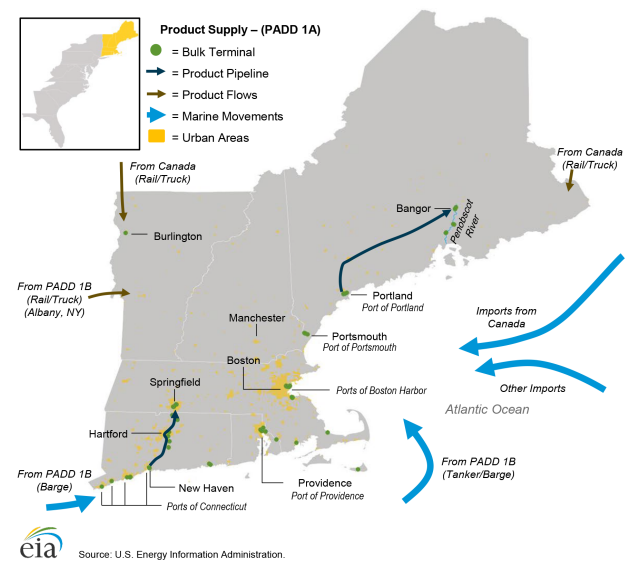 Product Supply – (PADD 1A)
= Bulk Terminal
= Product Pipeline
= Product Flows
= Marine Movements
= Urban Areas
From Canada
(Rail/Truck)
From Canada
(Rail/Truck)
Bangor
Penobscot
River
Burlington
From PADD 1B
(Rail/Truck)
(Albany, NY)
Portland
Port of Portland
Imports from
Canada
Manchester
Portsmouth
Port of Portsmouth
Boston
Springfield
Ports of Boston Harbor
Other Imports
Atlantic Ocean
Hartford
From PADD 1B
(Barge)
New Haven
Ports of Connecticut
Providence
Port of Providence
From PADD 1B
(Tanker/Barge)
eia
Source: U.S. Energy Information Administration.